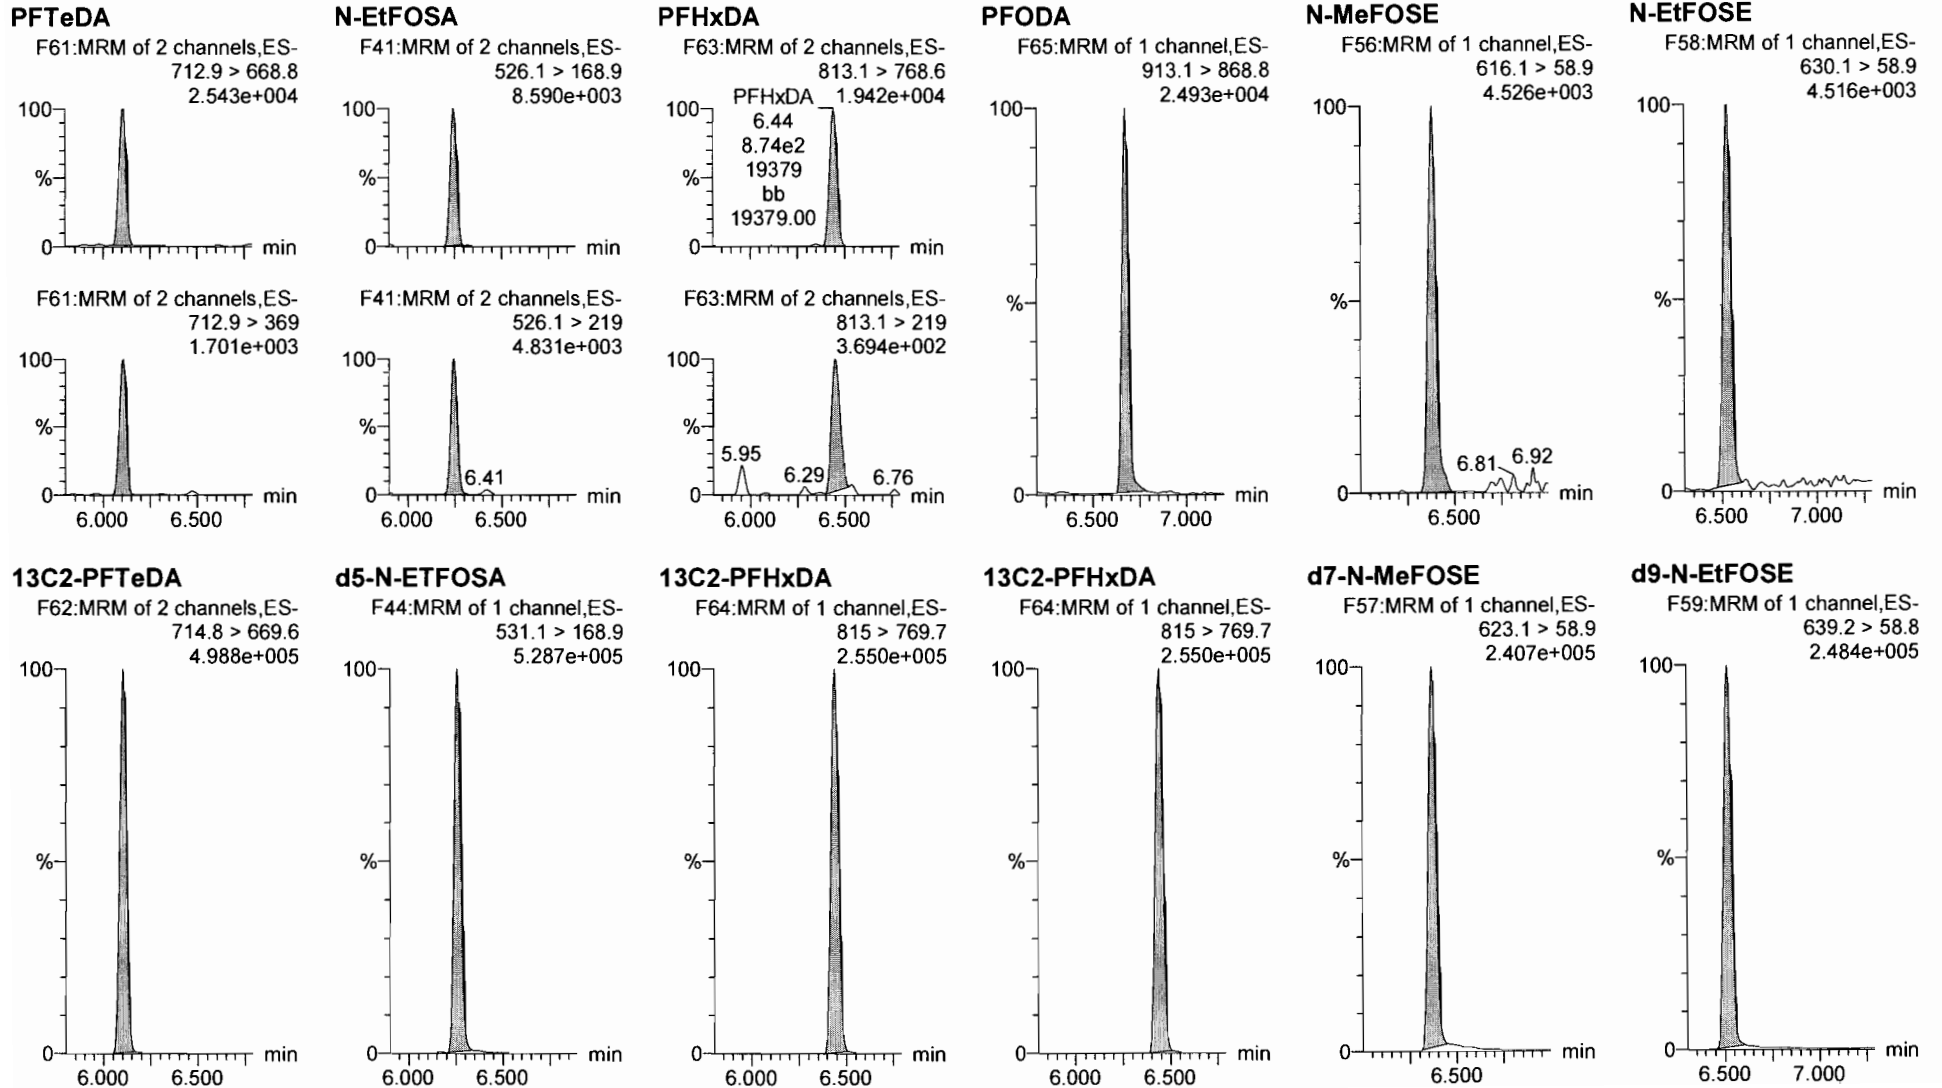 PFTeDA
F61:MRM of 2 channels,ES-
712.9 > 668.8
2.543e+004
100
%
0
min
F61:MRM of 2 channels,ES-
712.9 > 369
1.701e+003
100
%
0
min
6.000 6.500
N-EtFOSA
F41:MRM of 2 channels,ES-
526.1 > 168.9
8.590e+003
100
%
0
min
F41:MRM of 2 channels,ES-
526.1 > 219
4.831e+003
100
%
6.41
0
min
6.000 6.500
PFHxDA
F63:MRM of 2 channels,ES-
813.1 > 768.6
PFHxDA 1.942e+004
100
6.44
8.74e2
19379
%
bb
19379.00
0
min
F63:MRM of 2 channels,ES-
813.1 > 219
3.694e+002
100
%
5.95
6.29
6.76
0
min
6.000 6.500
PFODA
F65:MRM of 1 channel,ES-
913.1 > 868.8
2.493e+004
100
%
0
min
6.500 7.000
N-MeFOSE
F56:MRM of 1 channel,ES-
616.1 > 58.9
4.526e+003
100
%
6.81
6.92
0
min
6.500
N-EtFOSE
F58:MRM of 1 channel,ES-
630.1 > 58.9
4.516e+003
100
%
0
min
6.500 7.000
13C2-PFTeDA
F62:MRM of 2 channels,ES-
714.8 > 669.6
4.988e+005
100
%
0
min
6.000 6.500
d5-N-ETFOSA
F44:MRM of 1 channel,ES-
531.1 > 168.9
5.287e+005
100
%
0
min
6.000 6.500
13C2-PFHxDA
F64:MRM of 1 channel,ES-
815 > 769.7
2.550e+005
100
%
0
min
6.000 6.500
13C2-PFHxDA
F64:MRM of 1 channel,ES-
815 > 769.7
2.550e+005
100
%
0
min
6.000 6.500
d7-N-MeFOSE
F57:MRM of 1 channel,ES-
623.1 > 58.9
2.407e+005
100
%
0
min
6.500
d9-N-EtFOSE
F59:MRM of 1 channel,ES-
639.2 > 58.8
2.484e+005
100
%
0
min
6.500 7.000